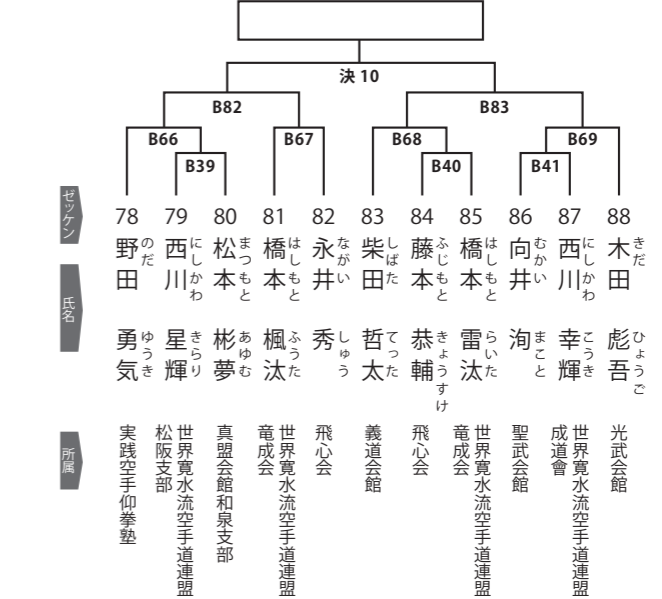 決 10
B82
B83
B66
B67
B68
B69
B39
B40
B41
ゼッケン
78
79
80
81
82
83
84
85
86
87
88
氏名
野田 勇気
のだ ゆうき
西川 星輝
にしかわ きらり
松本 彬夢
まつもと あゆむ
橋本 楓汰
はしもと ふうた
永井 秀
ながい しゅう
柴田 哲太
しばた てった
藤本 恭輔
ふじもと きょうすけ
橋本 雷汰
はしもと らいた
向井 洵
むかい まこと
西川 幸輝
にしかわ こうき
木田 彪吾
きだ ひょうご
所属
実践空手仰拳塾
世界寛水流空手道連盟
松阪支部
真盟会館和泉支部
世界寛水流空手道連盟
竜成会
飛心会
義道会館
飛心会
世界寛水流空手道連盟
竜成会
聖武会館
世界寛水流空手道連盟
成道會
光武会館